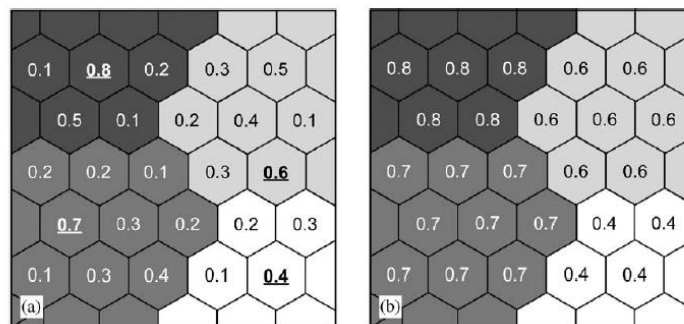 0.1 0.8 0.2 0.3 0.5
0.5 0.1 0.2 0.4 0.1
0.2 0.2 0.1 0.3 0.6
0.7 0.3 0.2 0.2 0.3
0.1 0.3 0.4 0.1 0.4
(a)
0.8 0.8 0.8 0.6 0.6
0.8 0.8 0.6 0.6 0.6
0.7 0.7 0.7 0.6 0.6
0.7 0.7 0.7 0.4 0.4
0.7 0.7 0.7 0.4 0.4
(b)